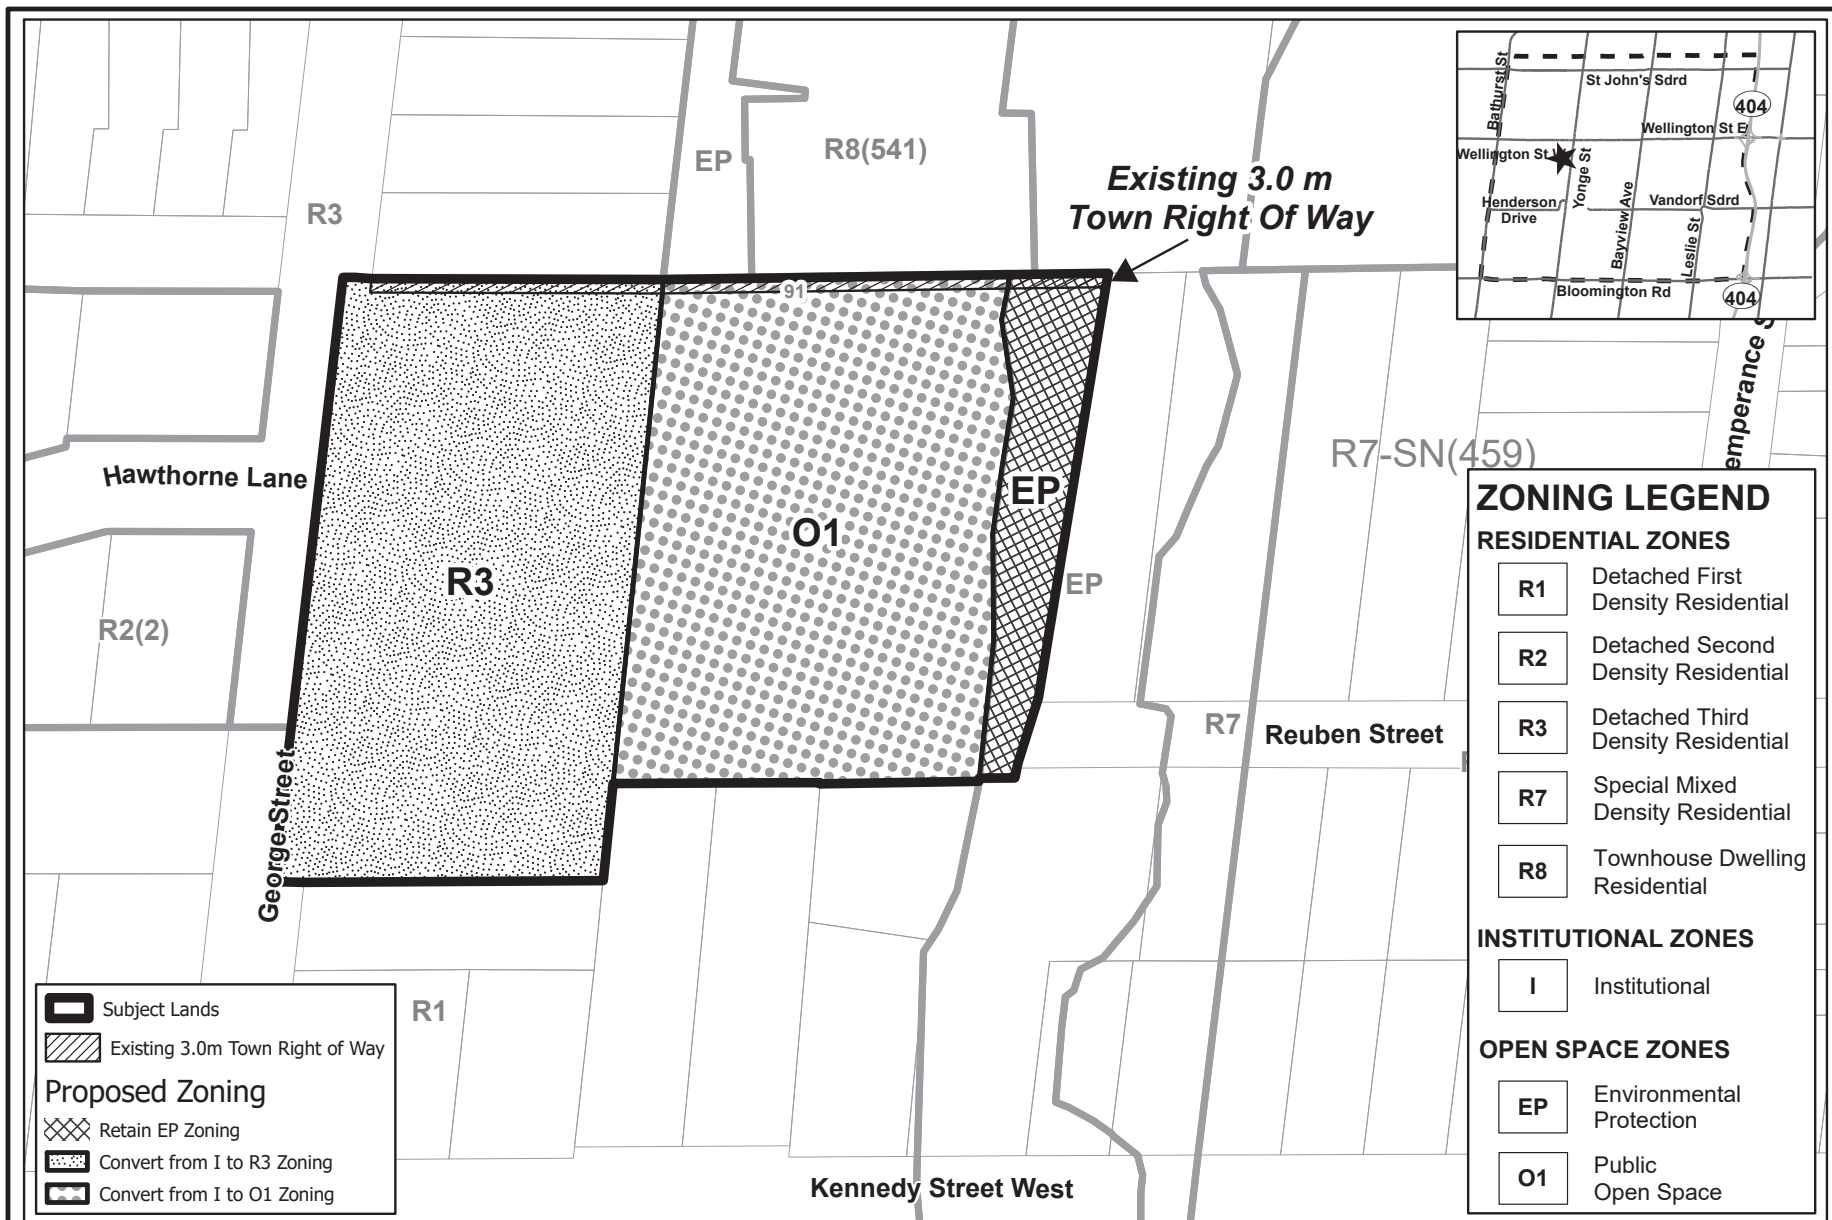 R3
EP
R8(541)
Existing 3.0 m
Town Right Of Way
91
Hawthorne Lane
R2(2)
George Street
R3
O1
EP
EP
R7
Reuben Street
R7-SN(459)
R1
Kennedy Street West
St John's Sdrd
Bathurst St
404
Wellington St E
Wellington St W
Yonge St
Henderson
Drive
Bayview Ave
Vandorf Sdrd
Leslie St
Bloomington Rd
404
emperance S
ZONING LEGEND
RESIDENTIAL ZONES
R1 Detached First
Density Residential
R2 Detached Second
Density Residential
R3 Detached Third
Density Residential
R7 Special Mixed
Density Residential
R8 Townhouse Dwelling
Residential
INSTITUTIONAL ZONES
I Institutional
OPEN SPACE ZONES
EP Environmental
Protection
O1 Public
Open Space
Subject Lands
Existing 3.0m Town Right of Way
Proposed Zoning
Retain EP Zoning
Convert from I to R3 Zoning
Convert from I to O1 Zoning